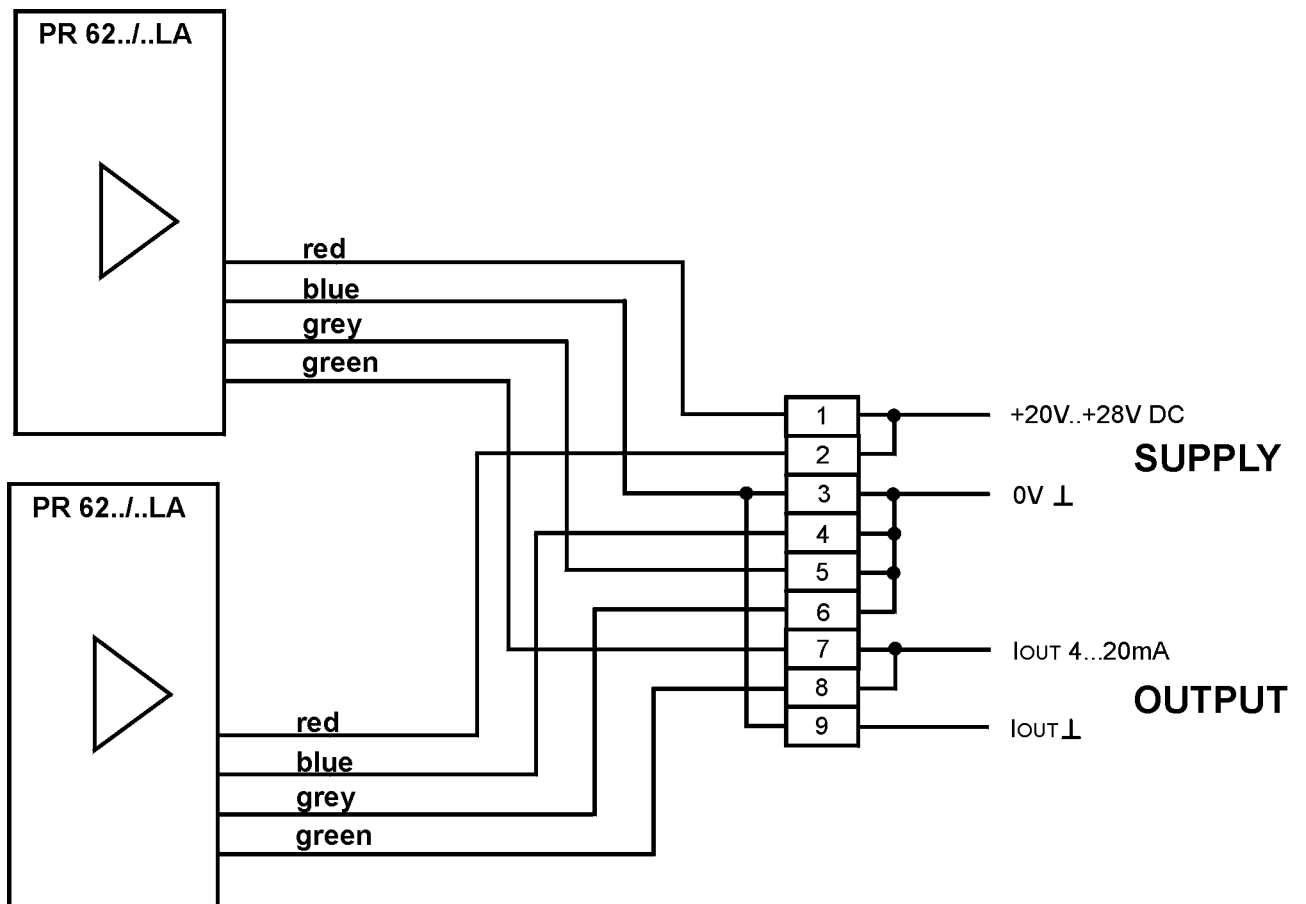 PR 62../..LA
red
blue
grey
green
PR 62../..LA
red
blue
grey
green
1
2
3
4
5
6
7
8
9
+20V..+28V DC
SUPPLY
0V ⊥
IOUT 4...20mA
OUTPUT
IOUT ⊥